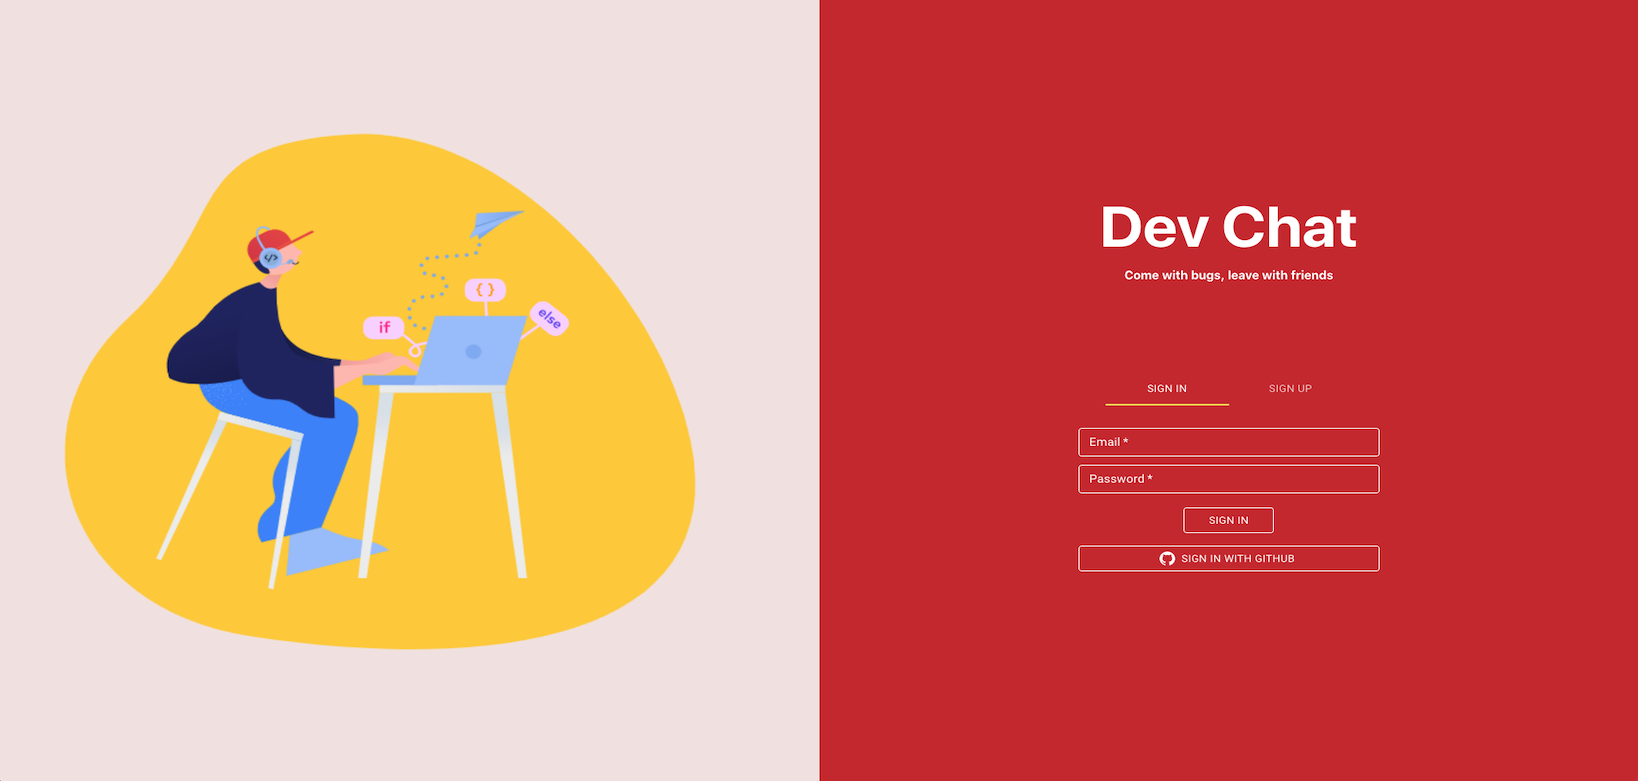 </>
{ }
if
else
Dev Chat
Come with bugs, leave with friends
SIGN IN
SIGN UP
Email *
Password *
SIGN IN
SIGN IN WITH GITHUB